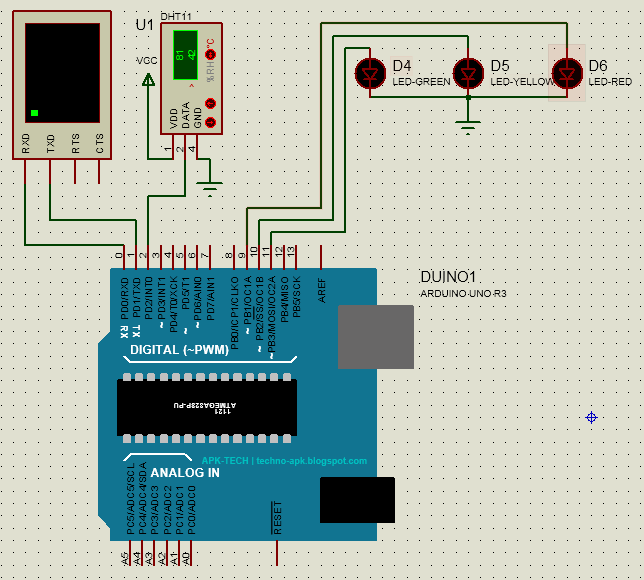 RXD
TXD
RTS
CTS
U1
DHT11
VCC
81
42
°C
%RH
>
VDD
DATA
GND
1
2
4
D4
LED-GREEN
D5
LED-YELLOW
D6
LED-RED
0
1
2
3
4
5
6
7
8
9
10
11
12
13
PD0/RXD
PD1/TXD
PD2/INT0
~ PD3/INT1
PD4/T0/XCK
~ PD5/T1
~ PD6/AIN0
PD7/AIN1
PB0/ICP1/CLKO
~ PB1/OC1A
~ PB2/SS/OC1B
~ PB3/MOSI/OC2A
PB4/MISO
PB5/SCK
AREF
RX
TX
DIGITAL (~PWM)
DUINO1
ARDUINO-UNO-R3
1121
ATMEGA328P-PU
APK-TECH | techno-apk.blogspot.com
ANALOG IN
PC5/ADC5/SCL
PC4/ADC4/SDA
PC3/ADC3
PC2/ADC2
PC1/ADC1
PC0/ADC0
RESET
A5
A4
A3
A2
A1
A0